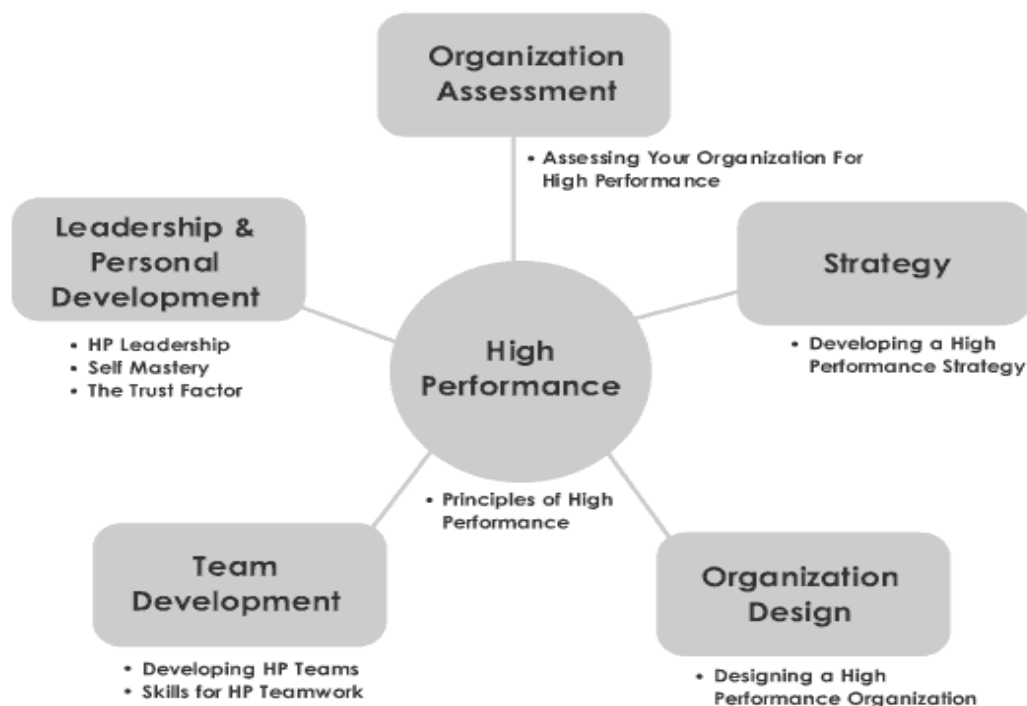 Organization
Assessment
• Assessing Your Organization For
High Performance
Leadership &
Personal
Development
• HP Leadership
• Self Mastery
• The Trust Factor
Strategy
• Developing a High
Performance Strategy
High
Performance
• Principles of High
Performance
Team
Development
• Developing HP Teams
• Skills for HP Teamwork
Organization
Design
• Designing a High
Performance Organization